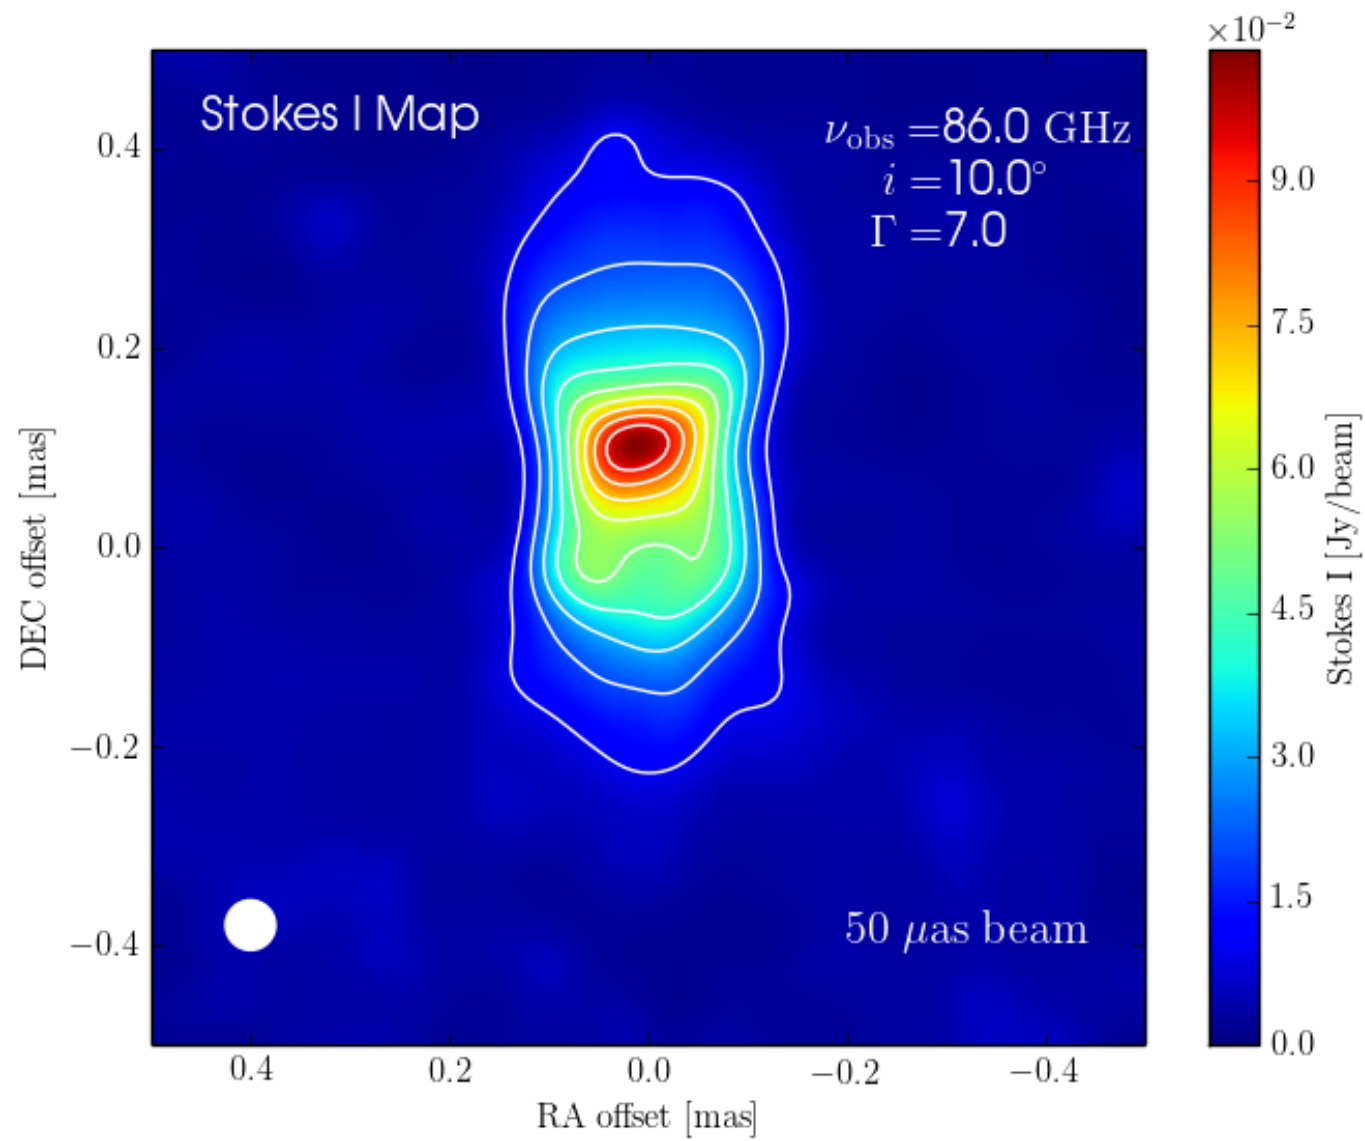 ×10⁻²
Stokes I Map
ν_obs =86.0 GHz
i =10.0°
Γ =7.0
50 μas beam
0.4
0.2
0.0
−0.2
−0.4
DEC offset [mas]
0.4
0.2
0.0
−0.2
−0.4
RA offset [mas]
9.0
7.5
6.0
4.5
3.0
1.5
0.0
Stokes I [Jy/beam]